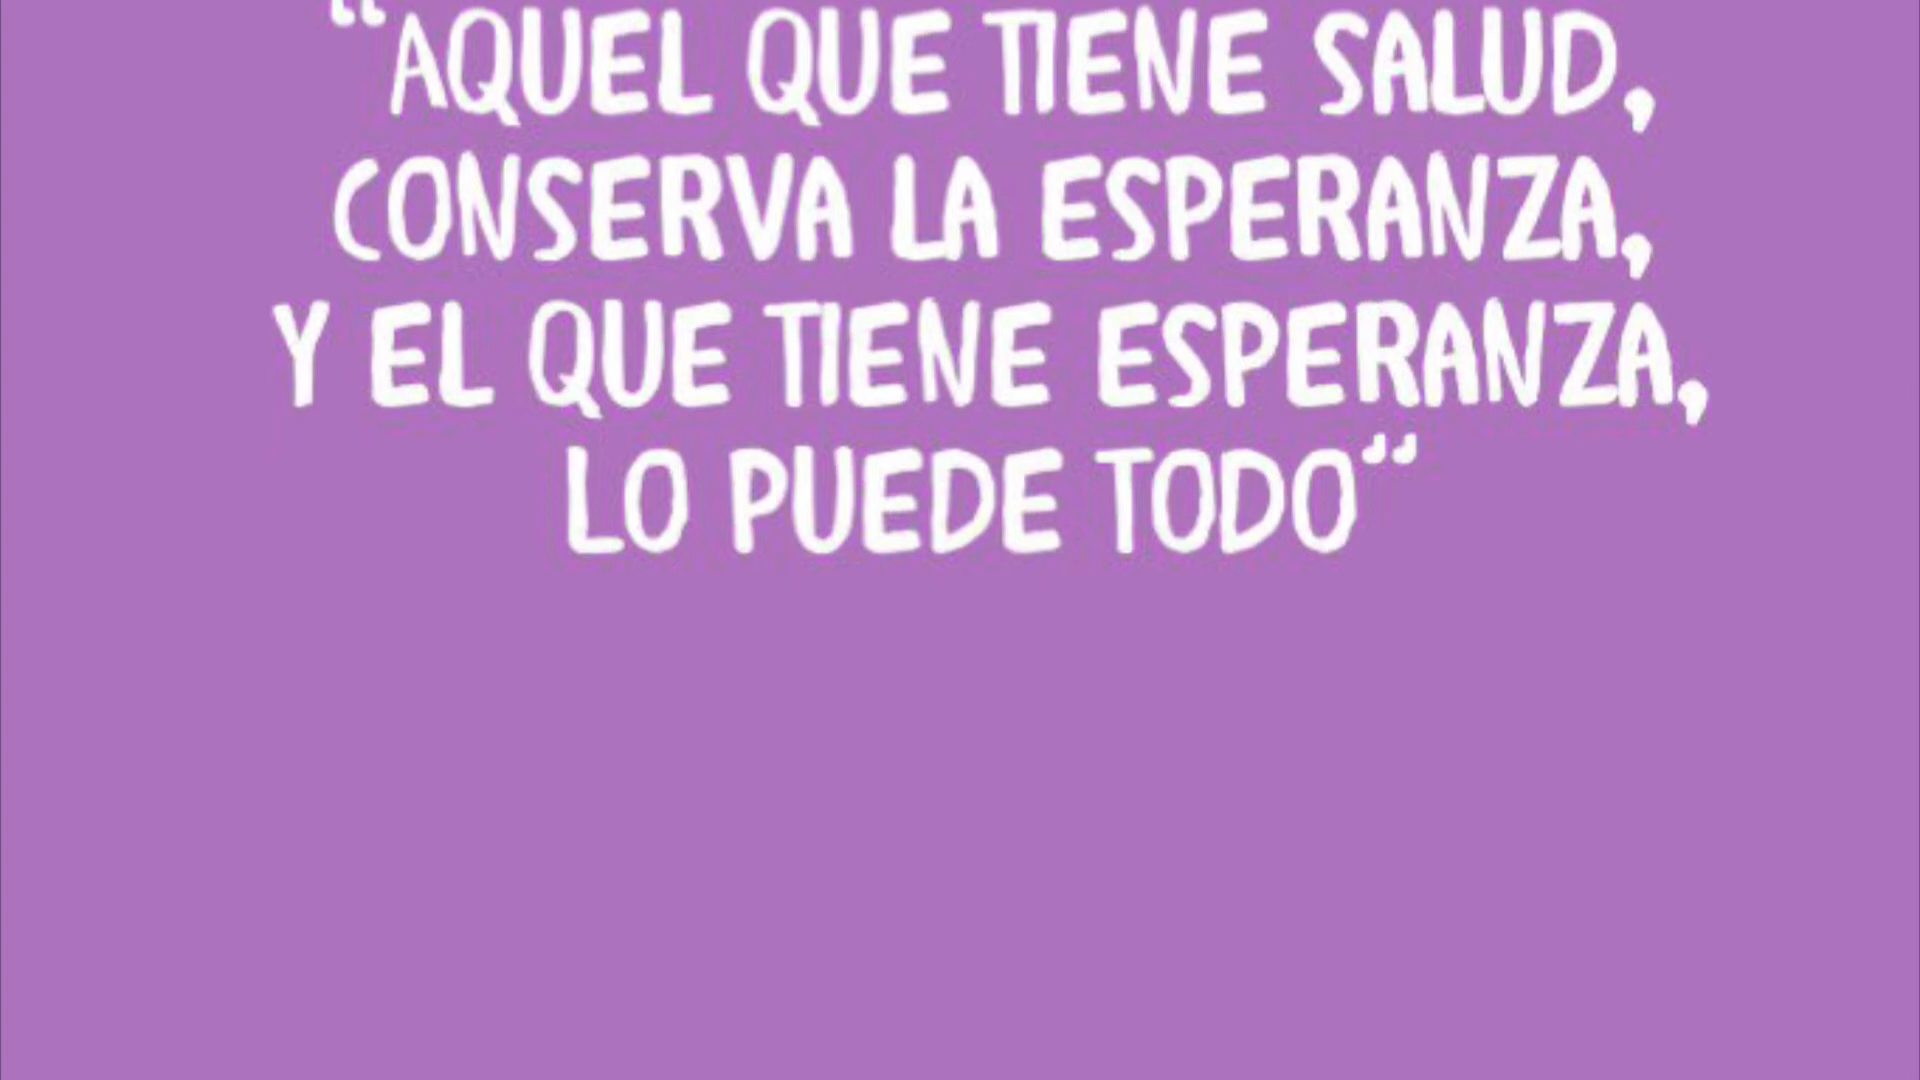 “AQUEL QUE TIENE SALUD,
CONSERVA LA ESPERANZA,
Y EL QUE TIENE ESPERANZA,
LO PUEDE TODO”